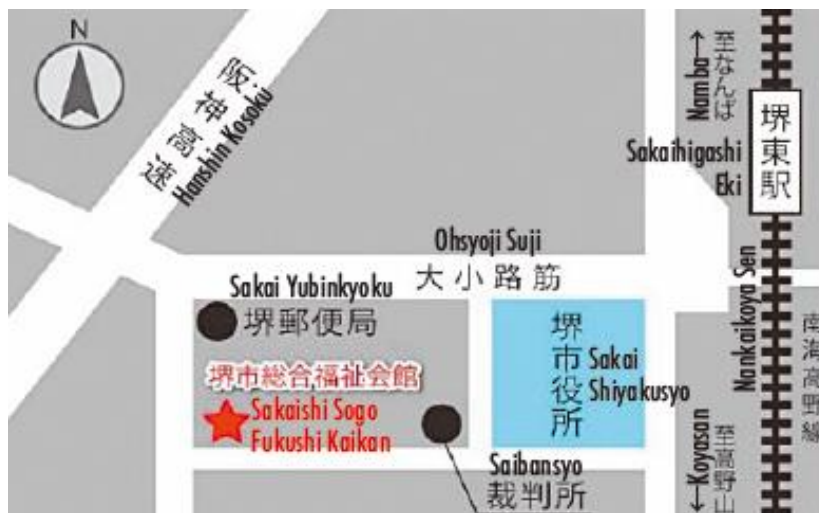 N
阪神高速
Hanshin Kosoku
Namba→
至なんば
堺東駅
Sakaihigashi
Eki
Ohsyoji Suji
大小路筋
Sakai Yubinkyoku
堺郵便局
堺市総合福祉会館
Sakaishi Sogo
Fukushi Kaikan
堺市役所
Sakai
Shiyakusyo
Nankaikoya Sen
南海高野線
Saibansyo
裁判所
←Koyasan
至高野山